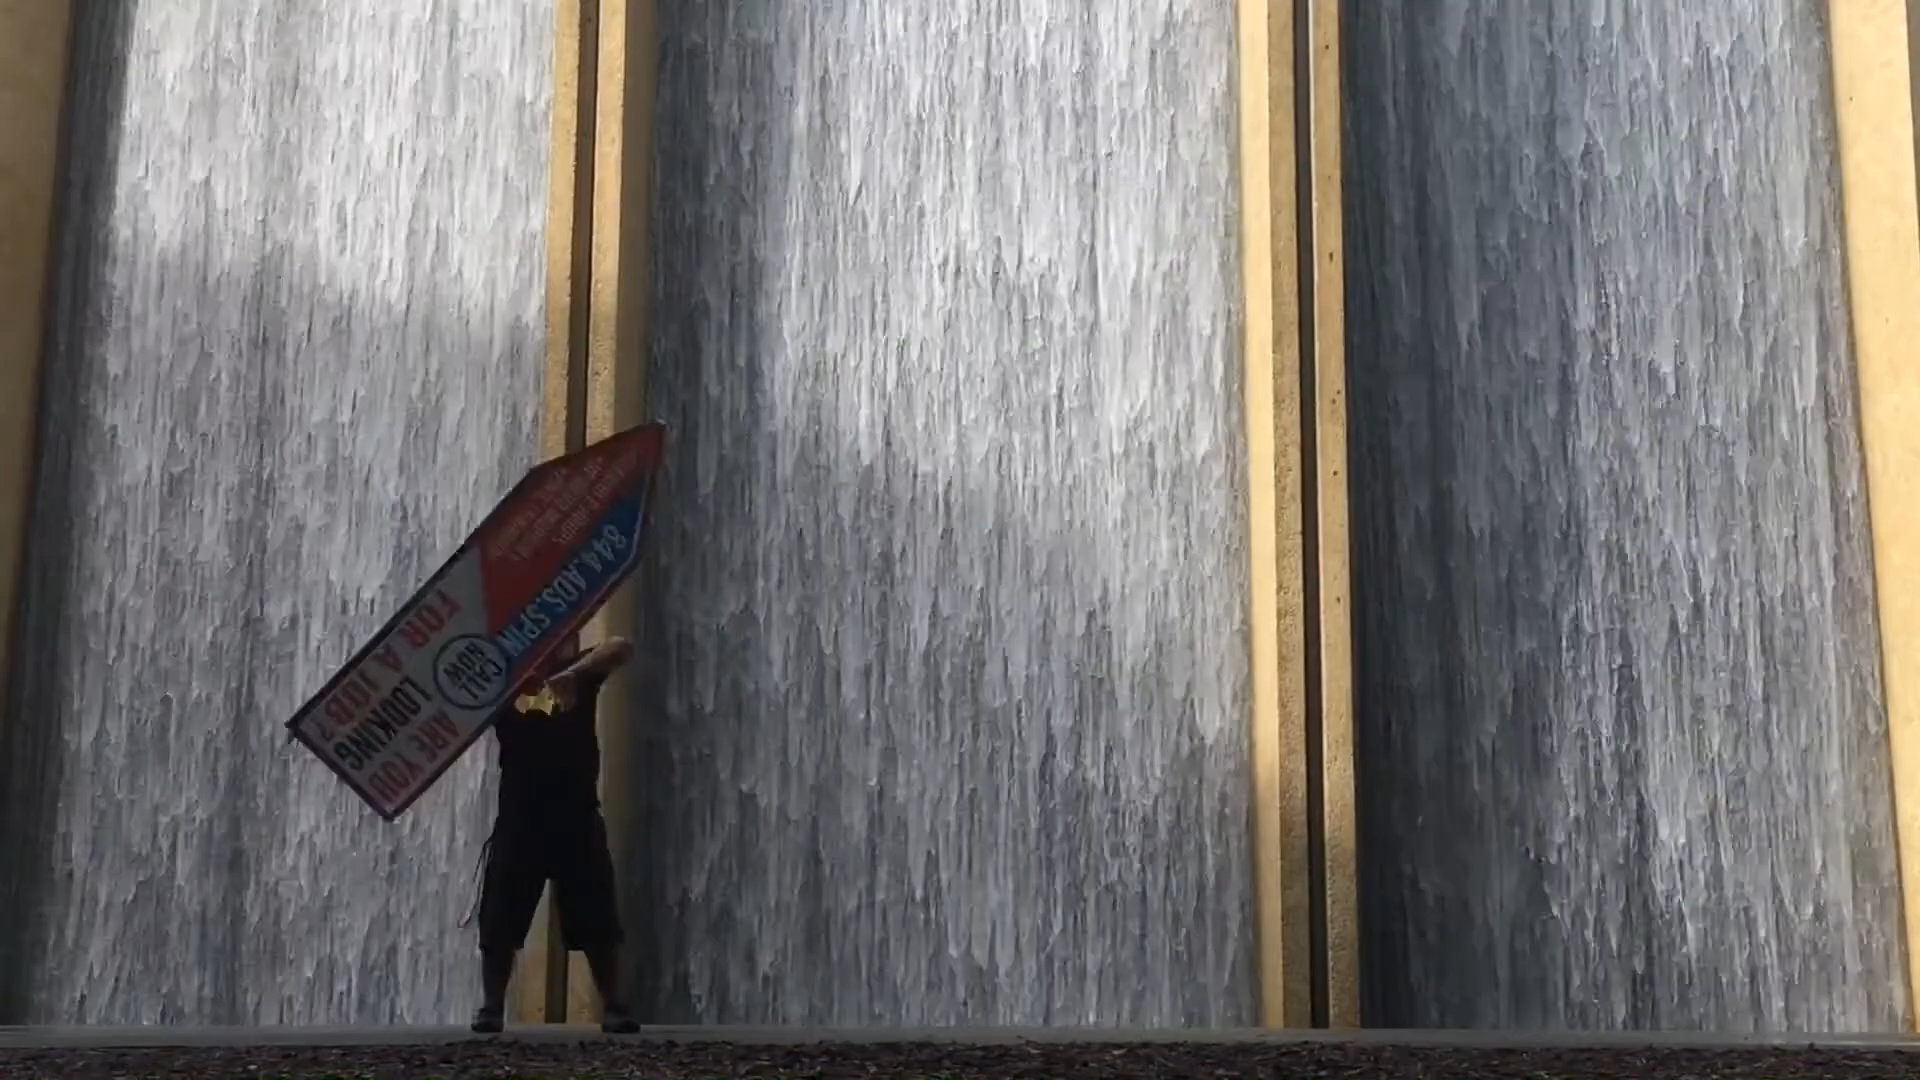 ARE YOU
LOOKING
FOR A JOB?
CALL
NOW
844.ADS.SPIN